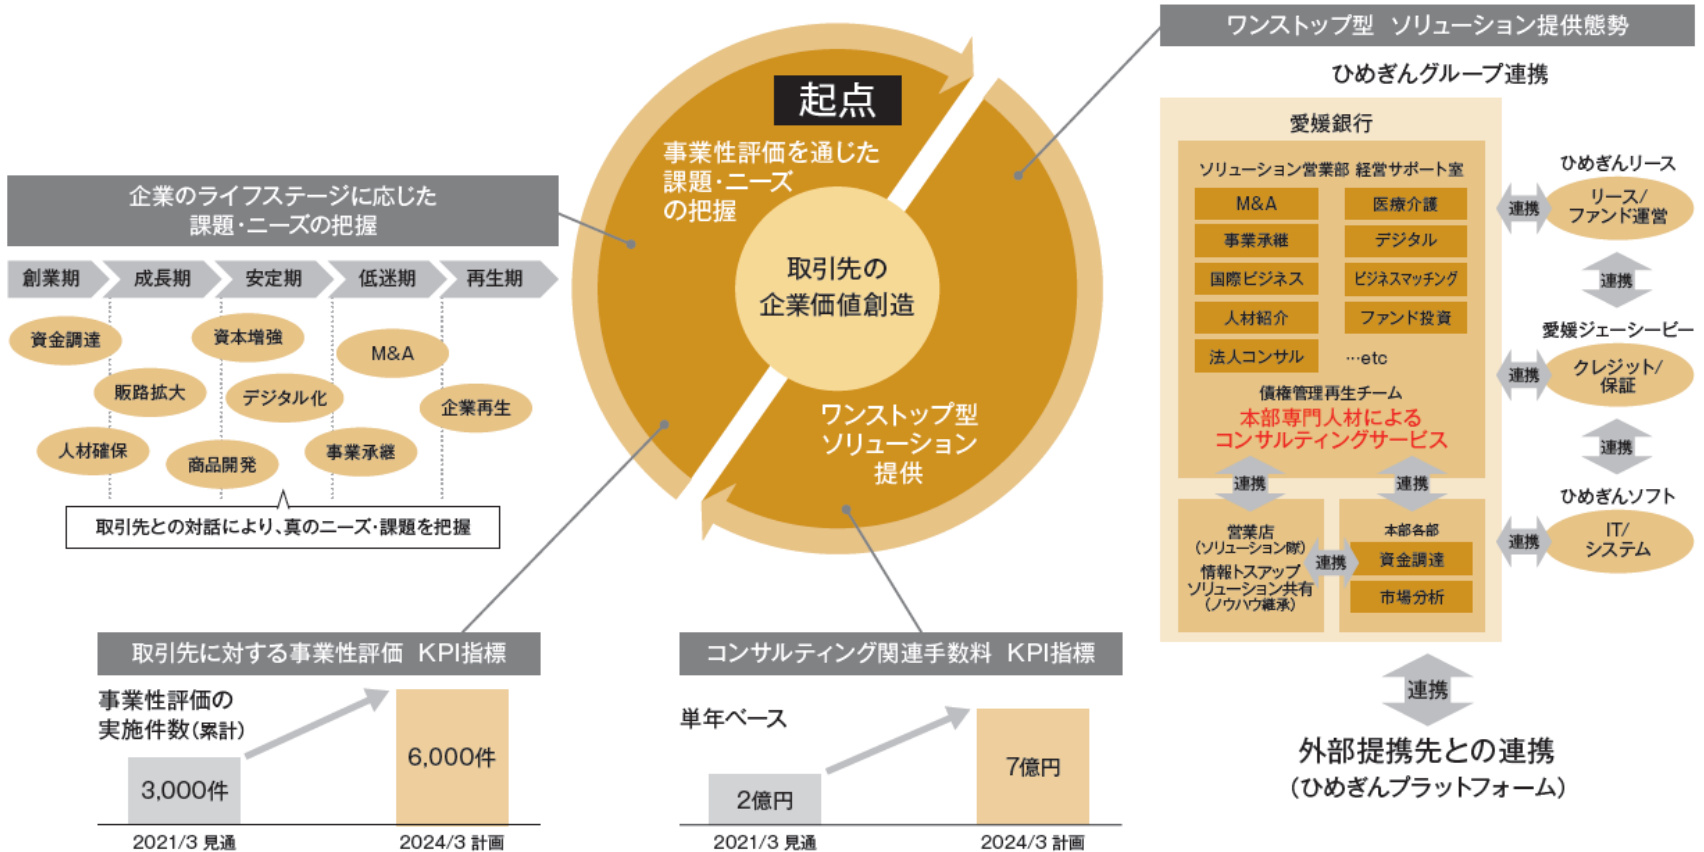 起点
事業性評価を通じた
課題・ニーズ
の把握
取引先の
企業価値創造
ワンストップ型
ソリューション
提供
企業のライフステージに応じた
課題・ニーズの把握
創業期 成長期 安定期 低迷期 再生期
資金調達
資本増強
M&A
販路拡大
デジタル化
企業再生
人材確保
商品開発
事業承継
取引先との対話により、真のニーズ・課題を把握
取引先に対する事業性評価 KPI指標
事業性評価の
実施件数(累計)
3,000件
6,000件
2021/3 見通
2024/3 計画
コンサルティング関連手数料 KPI指標
単年ベース
2億円
7億円
2021/3 見通
2024/3 計画
ワンストップ型 ソリューション提供態勢
ひめぎんグループ連携
愛媛銀行
ソリューション営業部 経営サポート室
M&A
医療介護
事業承継
デジタル
国際ビジネス
ビジネスマッチング
人材紹介
ファンド投資
法人コンサル
…etc
債権管理再生チーム
本部専門人材による
コンサルティングサービス
連携
連携
営業店
(ソリューション隊)
情報トスアップ
ソリューション共有
(ノウハウ継承)
連携
本部各部
資金調達
市場分析
ひめぎんリース
連携
リース/
ファンド運営
連携
愛媛ジェーシービー
連携
クレジット/
保証
連携
ひめぎんソフト
連携
IT/
システム
連携
外部提携先との連携
(ひめぎんプラットフォーム)